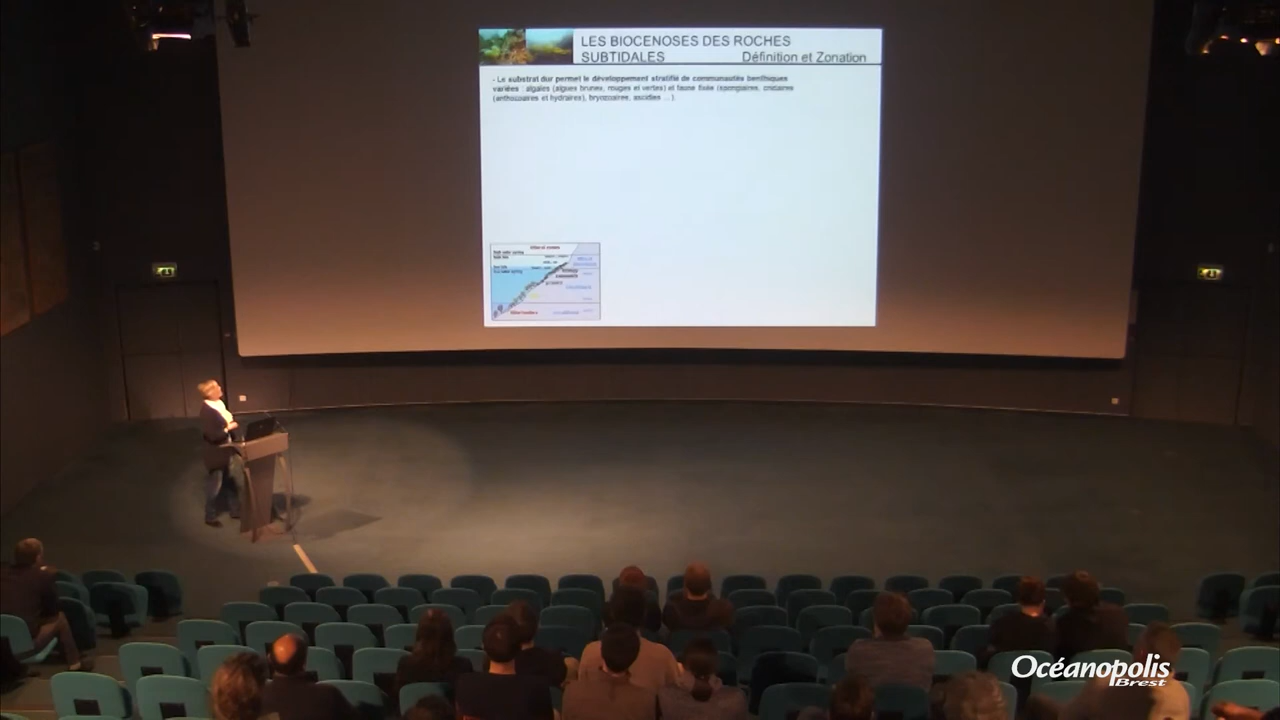 LES BIOCENOSES DES ROCHES
SUBTIDALES Définition et Zonation
- Le substrat dur permet le développement stratifié de communautés benthiques
variées : algales (algues brunes, rouges et vertes) et faune fixée (spongiaires, cnidaires
(anthozoaires et hydraires), bryozoaires, ascidies ...).
Océanopolis
Brest